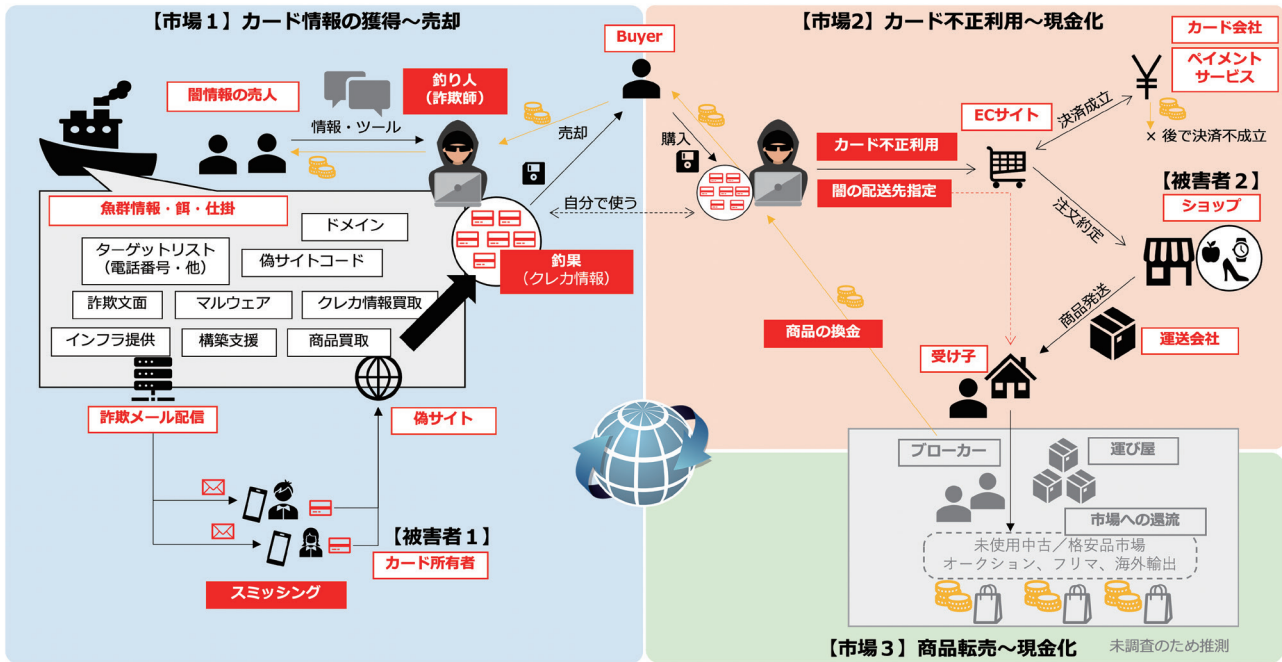 【市場１】カード情報の獲得～売却
闇情報の売人
情報・ツール
釣り人
（詐欺師）
売却
魚群情報・餌・仕掛
ドメイン
ターゲットリスト
（電話番号・他）
偽サイトコード
詐欺文面
マルウェア
クレカ情報買取
インフラ提供
構築支援
商品買取
釣果
（クレカ情報）
自分で使う
詐欺メール配信
偽サイト
【被害者１】
カード所有者
スミッシング
【市場2】カード不正利用～現金化
Buyer
購入
カード不正利用
闇の配送先指定
ECサイト
決済成立
カード会社
ペイメント
サービス
¥
× 後で決済不成立
【被害者２】
ショップ
注文約定
商品発送
運送会社
商品の換金
受け子
ブローカー
運び屋
市場への還流
未使用中古／格安品市場
オークション、フリマ、海外輸出
【市場３】商品転売～現金化
未調査のため推測